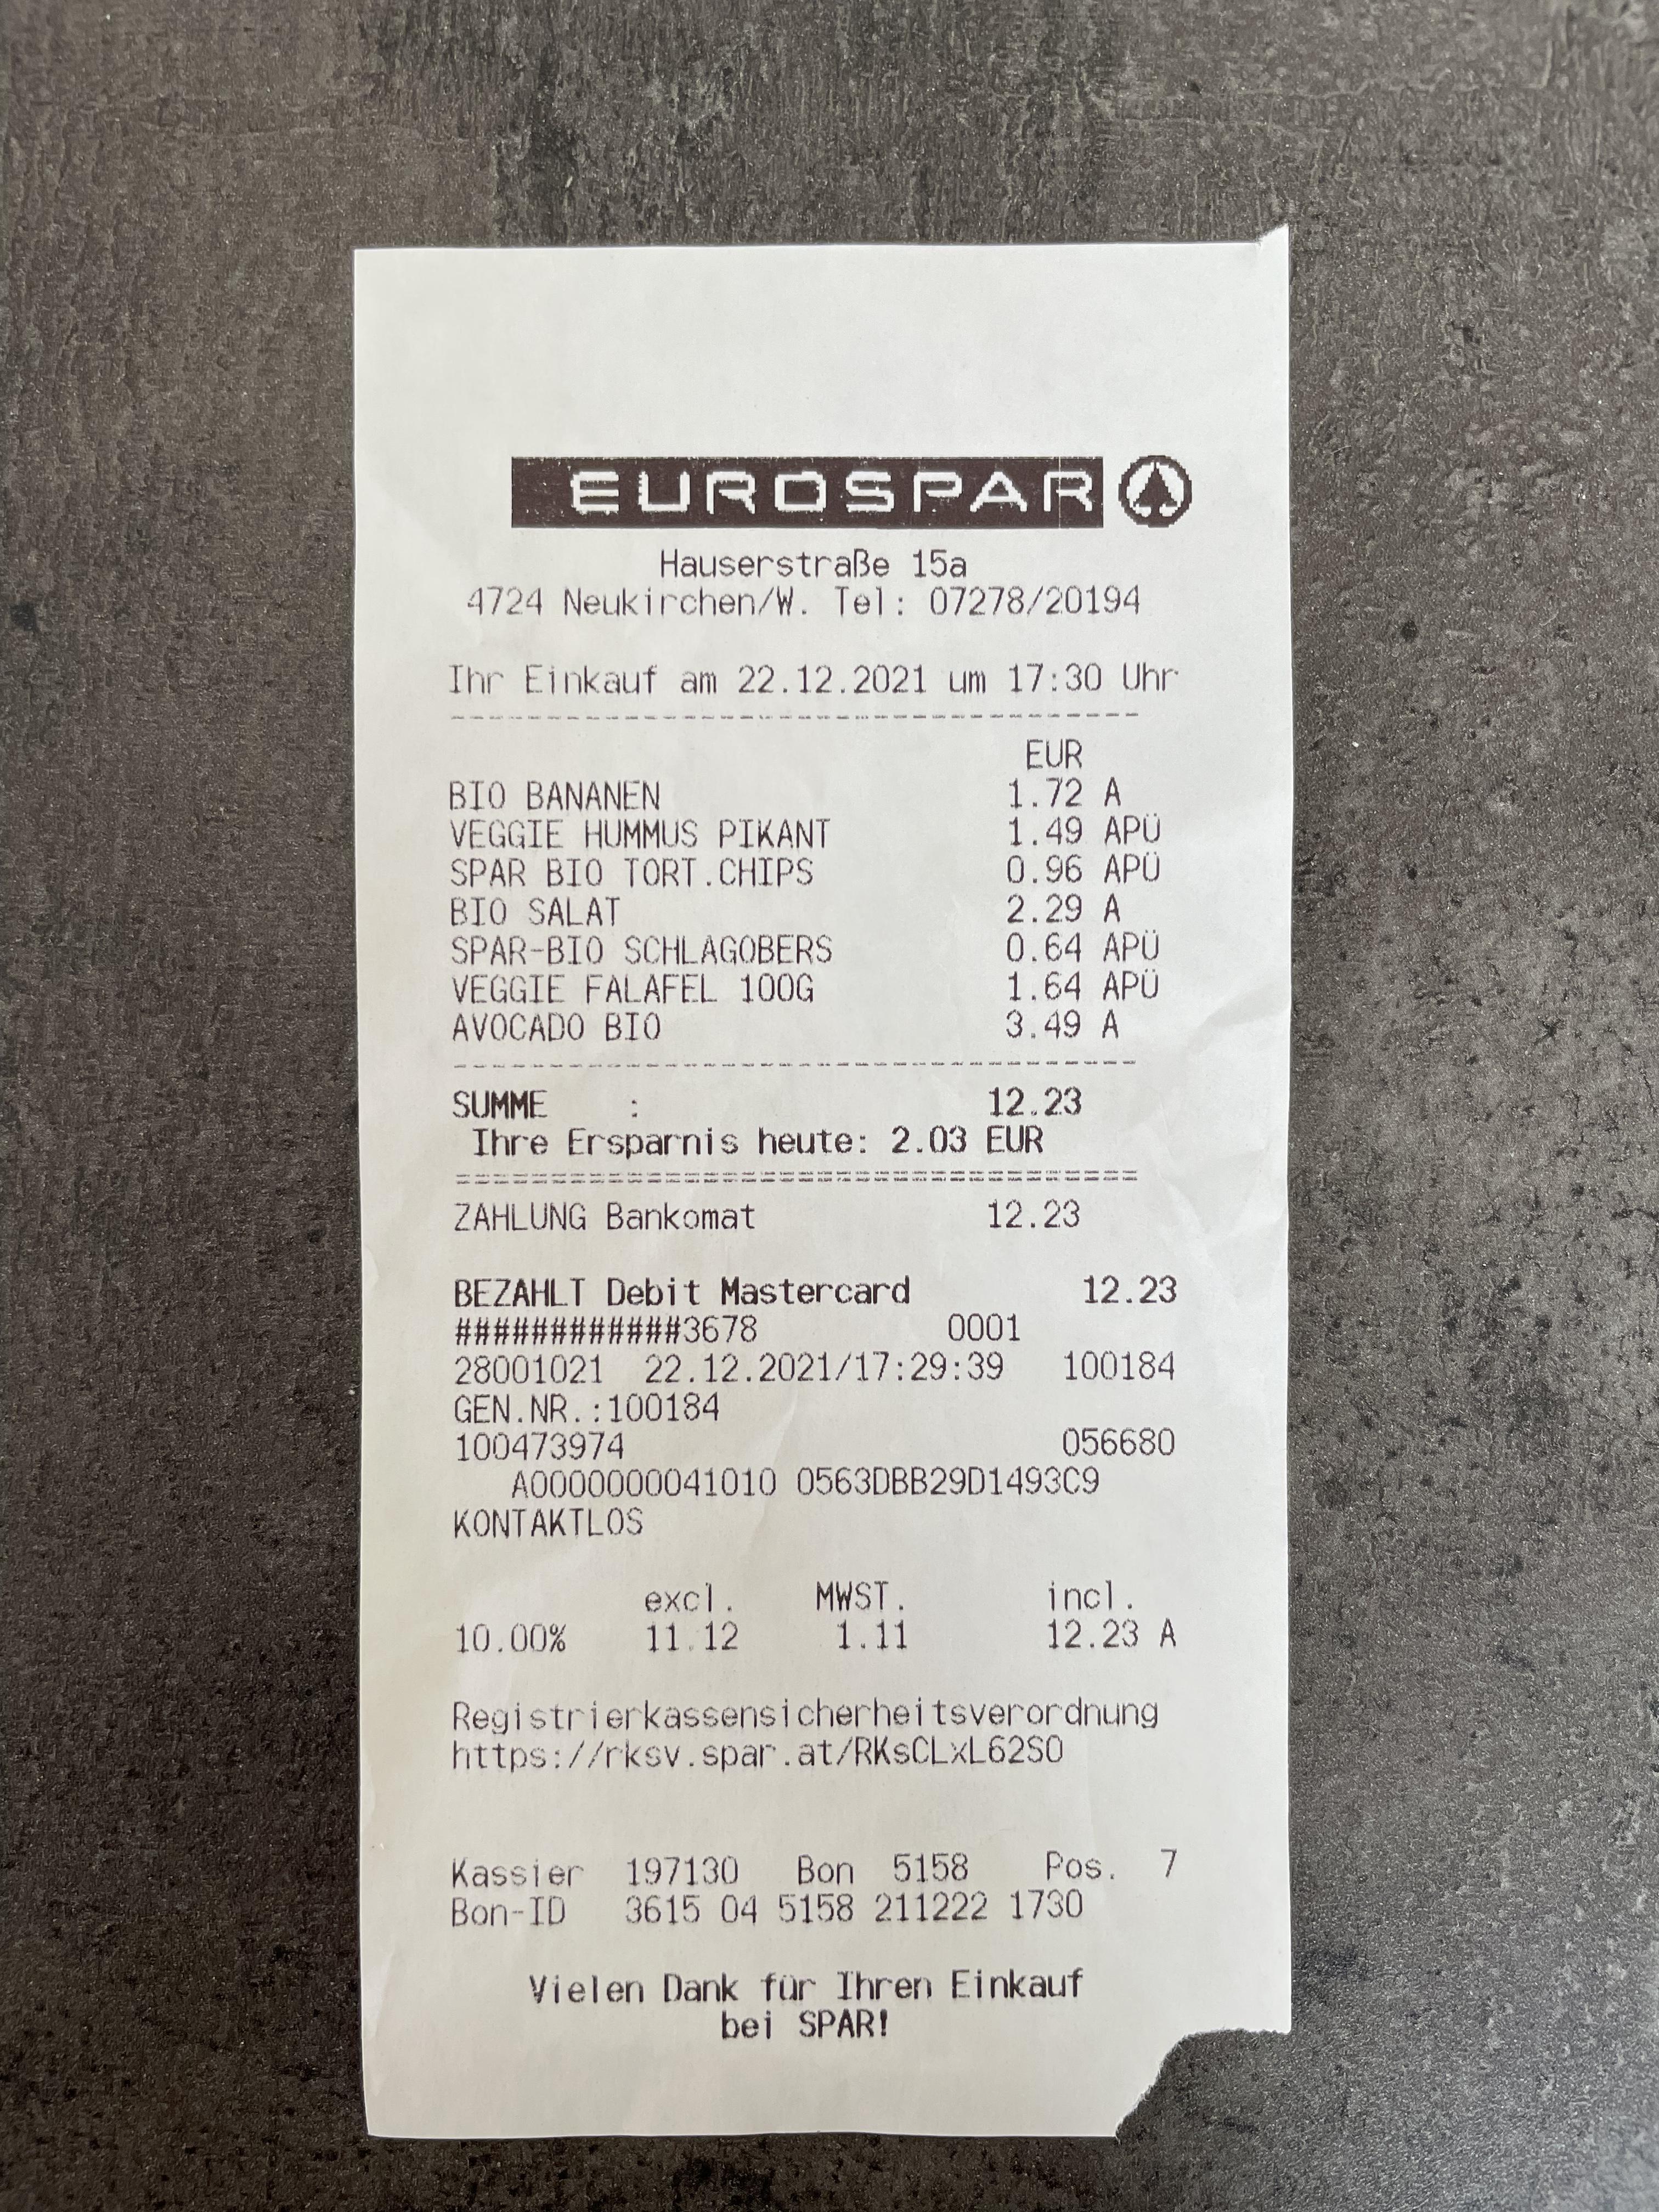 EUROSPAR
Hauserstraße 15a
4724 Neukirchen/W. Tel: 07278/20194
Ihr Einkauf am 22.12.2021 um 17:30 Uhr
EUR
BIO BANANEN 1.72 A
VEGGIE HUMMUS PIKANT 1.49 APÜ
SPAR BIO TORT.CHIPS 0.96 APÜ
BIO SALAT 2.29 A
SPAR-BIO SCHLAGOBERS 0.64 APÜ
VEGGIE FALAFEL 100G 1.64 APÜ
AVOCADO BIO 3.49 A
SUMME : 12.23
Ihre Ersparnis heute: 2.03 EUR
ZAHLUNG Bankomat 12.23
BEZAHLT Debit Mastercard 12.23
############3678 0001
28001021 22.12.2021/17:29:39 100184
GEN.NR.:100184
100473974 056680
A0000000041010 0563DBB29D1493C9
KONTAKTLOS
excl. MWST. incl.
10.00% 11.12 1.11 12.23 A
Registrierkassensicherheitsverordnung
https://rksv.spar.at/RKsCLxL62SO
Kassier 197130 Bon 5158 Pos. 7
Bon-ID 3615 04 5158 211222 1730
Vielen Dank für Ihren Einkauf
bei SPAR!